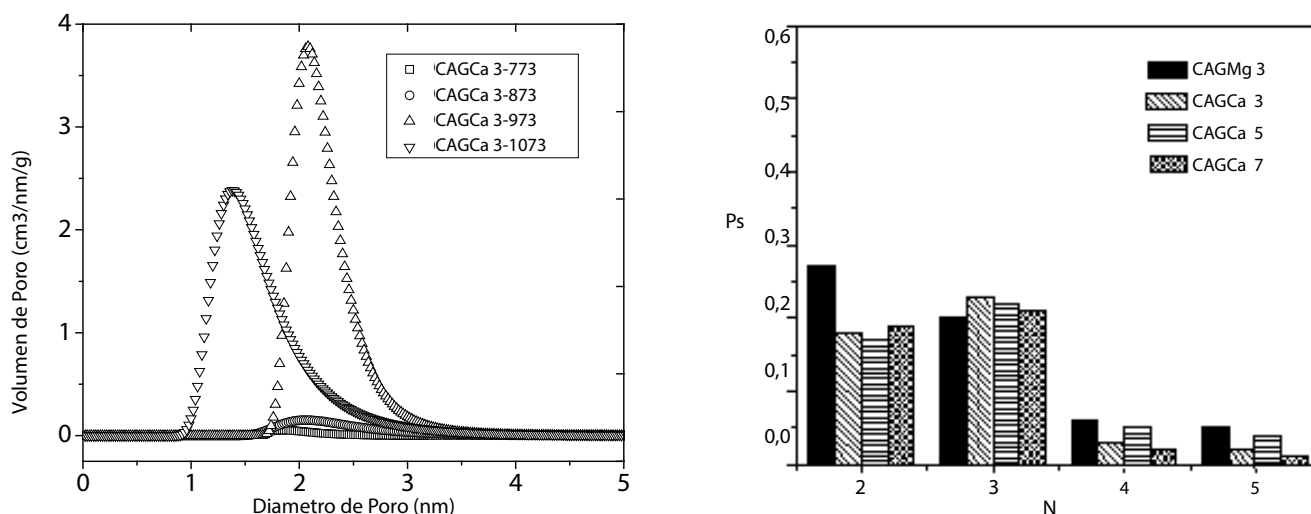 4
3
2
1
0
Volumen de Poro (cm3/nm/g)
CAGCa 3-773
CAGCa 3-873
CAGCa 3-973
CAGCa 3-1073
0 1 2 3 4 5
Diametro de Poro (nm)
0,6
0,5
0,4
0,3
0,2
0,1
0,0
Ps
CAGMg 3
CAGCa 3
CAGCa 5
CAGCa 7
2 3 4 5
N